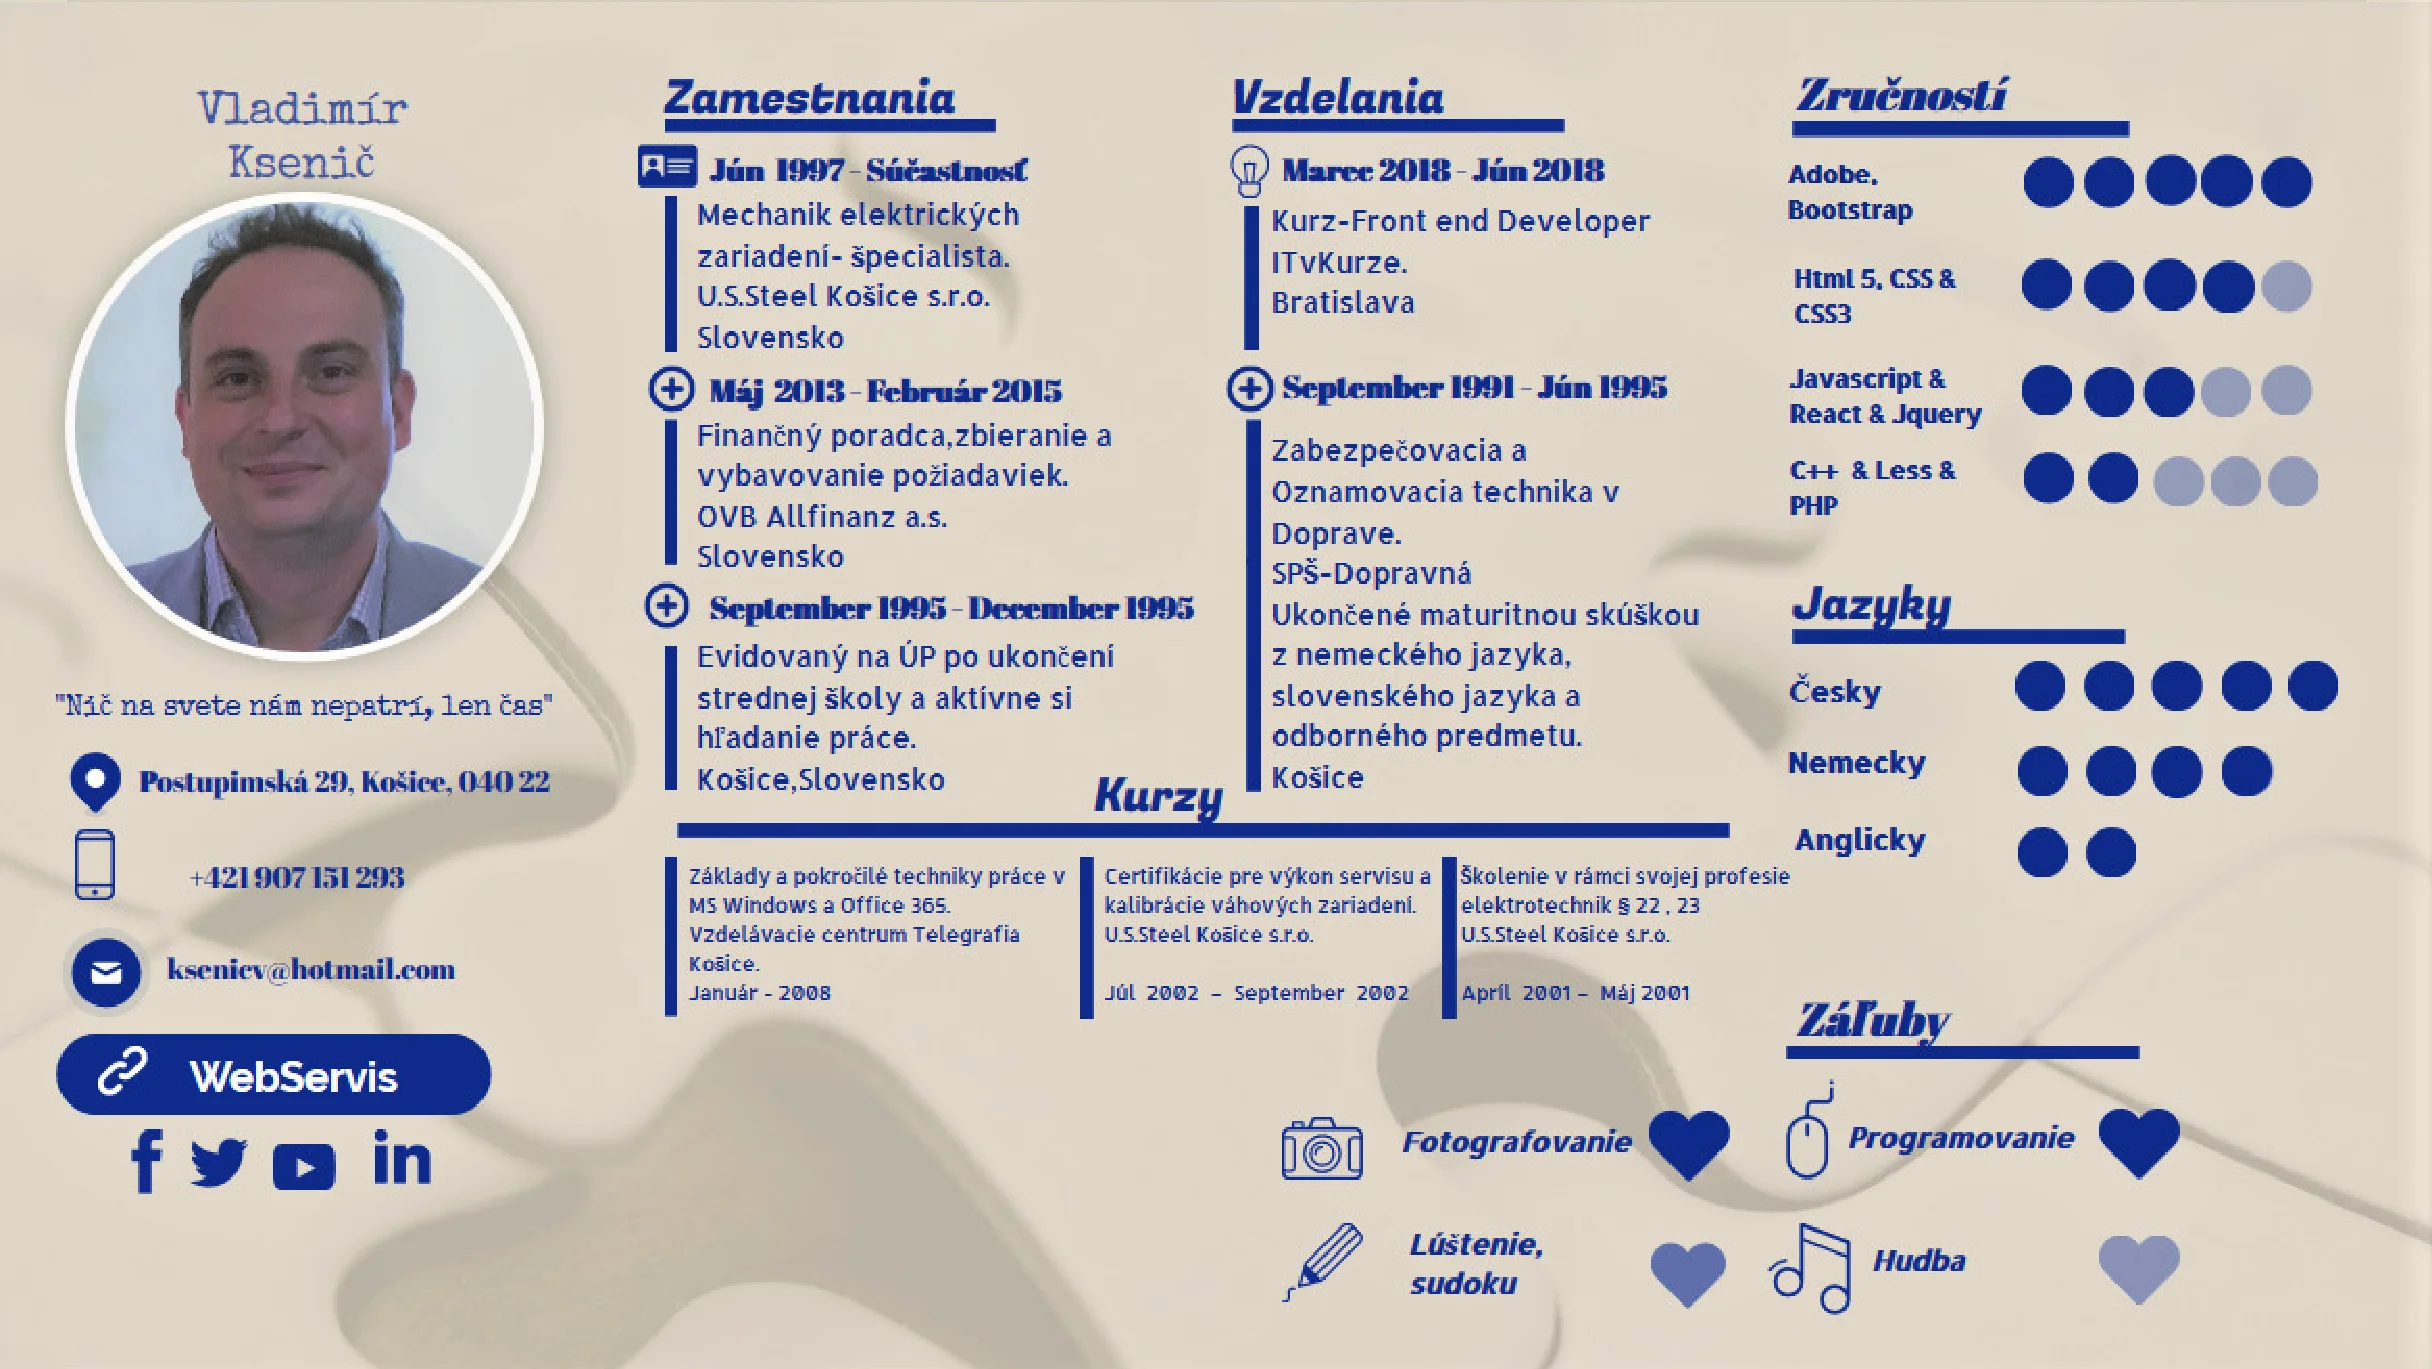 Vladimír
Ksenič
"Nič na svete nám nepatrí, len čas"
Postupimská 29, Košice, 040 22
+421 907 151 293
ksenicv@hotmail.com
WebServis
Zamestnania
Jún 1997 - Súčastnosť
Mechanik elektrických
zariadení- špecialista.
U.S.Steel Košice s.r.o.
Slovensko
Máj 2013 - Február 2015
Finančný poradca,zbieranie a
vybavovanie požiadaviek.
OVB Allfinanz a.s.
Slovensko
September 1995 - December 1995
Evidovaný na ÚP po ukončení
strednej školy a aktívne si
hľadanie práce.
Košice,Slovensko
Vzdelania
Marec 2018 - Jún 2018
Kurz-Front end Developer
ITvKurze.
Bratislava
September 1991 - Jún 1995
Zabezpečovacia a
Oznamovacia technika v
Doprave.
SPŠ-Dopravná
Ukončené maturitnou skúškou
z nemeckého jazyka,
slovenského jazyka a
odborného predmetu.
Košice
Kurzy
Základy a pokročilé techniky práce v
MS Windows a Office 365.
Vzdelávacie centrum Telegrafia
Košice.
Január - 2008
Certifikácie pre výkon servisu a
kalibrácie váhových zariadení.
U.S.Steel Košice s.r.o.
Júl 2002 - September 2002
Školenie v rámci svojej profesie
elektrotechnik § 22 , 23
U.S.Steel Košice s.r.o.
Apríl 2001 - Máj 2001
Zručností
Adobe,
Bootstrap
Html 5, CSS &
CSS3
Javascript &
React & Jquery
C++ & Less &
PHP
Jazyky
Česky
Nemecky
Anglicky
Záľuby
Fotografovanie
Programovanie
Lúštenie,
sudoku
Hudba